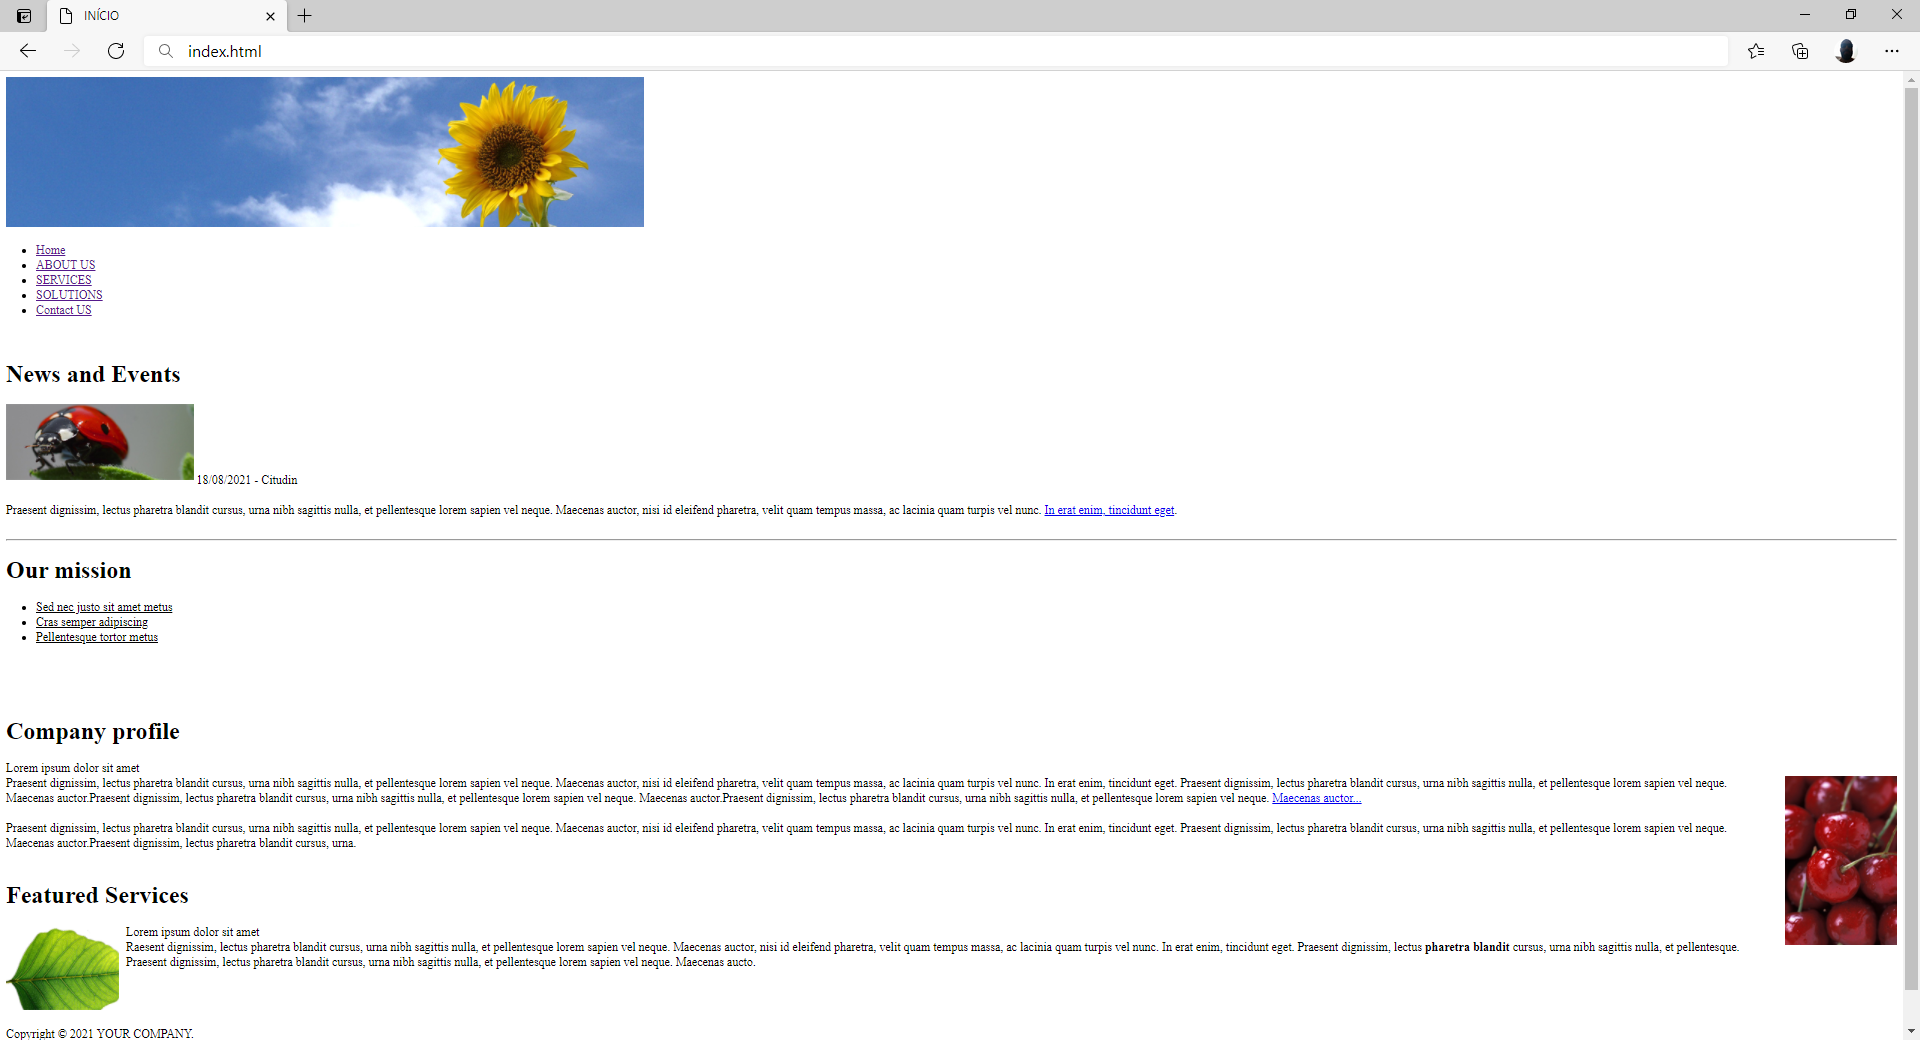 INÍCIO
index.html
Home
ABOUT US
SERVICES
SOLUTIONS
Contact US
News and Events
18/08/2021 - Citudin
Praesent dignissim, lectus pharetra blandit cursus, urna nibh sagittis nulla, et pellentesque lorem sapien vel neque. Maecenas auctor, nisi id eleifend pharetra, velit quam tempus massa, ac lacinia quam turpis vel nunc. In erat enim, tincidunt eget.
Our mission
Sed nec justo sit amet metus
Cras semper adipiscing
Pellentesque tortor metus
Company profile
Lorem ipsum dolor sit amet
Praesent dignissim, lectus pharetra blandit cursus, urna nibh sagittis nulla, et pellentesque lorem sapien vel neque. Maecenas auctor, nisi id eleifend pharetra, velit quam tempus massa, ac lacinia quam turpis vel nunc. In erat enim, tincidunt eget. Praesent dignissim, lectus pharetra blandit cursus, urna nibh sagittis nulla, et pellentesque lorem sapien vel neque.
Maecenas auctor.Praesent dignissim, lectus pharetra blandit cursus, urna nibh sagittis nulla, et pellentesque lorem sapien vel neque. Maecenas auctor.Praesent dignissim, lectus pharetra blandit cursus, urna nibh sagittis nulla, et pellentesque lorem sapien vel neque. Maecenas auctor...
Praesent dignissim, lectus pharetra blandit cursus, urna nibh sagittis nulla, et pellentesque lorem sapien vel neque. Maecenas auctor, nisi id eleifend pharetra, velit quam tempus massa, ac lacinia quam turpis vel nunc. In erat enim, tincidunt eget. Praesent dignissim, lectus pharetra blandit cursus, urna nibh sagittis nulla, et pellentesque lorem sapien vel neque.
Maecenas auctor.Praesent dignissim, lectus pharetra blandit cursus, urna.
Featured Services
Lorem ipsum dolor sit amet
Raesent dignissim, lectus pharetra blandit cursus, urna nibh sagittis nulla, et pellentesque lorem sapien vel neque. Maecenas auctor, nisi id eleifend pharetra, velit quam tempus massa, ac lacinia quam turpis vel nunc. In erat enim, tincidunt eget. Praesent dignissim, lectus pharetra blandit cursus, urna nibh sagittis nulla, et pellentesque.
Praesent dignissim, lectus pharetra blandit cursus, urna nibh sagittis nulla, et pellentesque lorem sapien vel neque. Maecenas aucto.
Copyright © 2021 YOUR COMPANY.